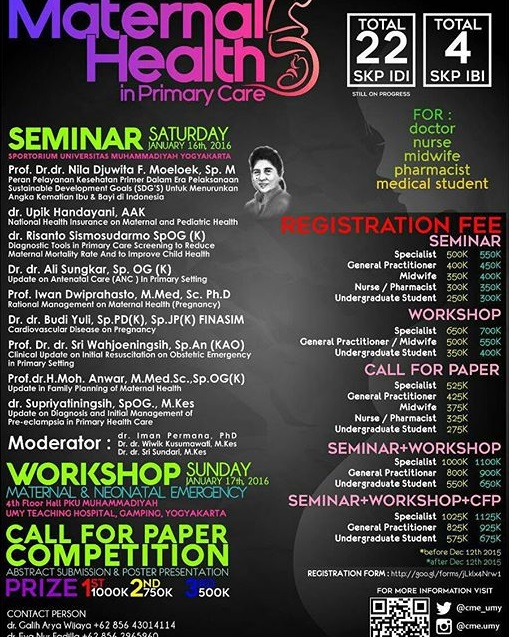 Maternal
Health
in Primary Care
TOTAL
22
SKP IDI
TOTAL
4
SKP IBI
STILL ON PROGRESS
FOR :
doctor
nurse
midwife
pharmacist
medical student
SEMINAR SATURDAY
JANUARY 16th, 2016
SPORTORIUM UNIVERSITAS MUHAMMADIYAH YOGYAKARTA
Prof. Dr.dr. Nila Djuwita F. Moeloek, Sp. M
Peran Pelayanan Kesehatan Primer Dalam Era Pelaksanaan
Sustainable Development Goals (SDG'S) Untuk Menurunkan
Angka Kematian Ibu & Bayi di Indonesia
dr. Upik Handayani, AAK
National Health Insurance on Maternal and Pediatric Health
dr. Risanto Sismosudarmo SpOG (K)
Diagnostic Tools in Primary Care Screening to Reduce
Maternal Mortality Rate And to Improve Child Health
Dr. dr. Ali Sungkar, Sp. OG (K)
Update on Antenatal Care (ANC ) In Primary Setting
Prof. Iwan Dwiprahasto, M.Med, Sc. Ph.D
Rational Management on Maternal Health (Pregnancy)
Dr. dr. Budi Yuli, Sp.PD(K), Sp.JP(K) FINASIM
Cardiovascular Disease on Pregnancy
Prof. Dr. dr. Sri Wahjoeningsih, Sp.An (KAO)
Clinical Update on Initial Resuscitation on Obstetric Emergency
in Primary Setting
Prof.dr.H.Moh. Anwar, M.Med.Sc.,Sp.OG(K)
Update in Family Planning of Maternal Health
dr. Supriyatiningsih, SpOG., M.Kes
Update on Diagnosis and Initial Management of
Pre-eclampsia in Primary Health Care
Moderator :
dr. Iman Permana, PhD
Dr. dr. Wiwik Kusumawati, M.Kes
Dr. dr. Sri Sundari, M.Kes
WORKSHOP SUNDAY
JANUARY 17th, 2016
MATERNAL & NEONATAL EMERGENCY
4th Floor Hall PKU MUHAMMADIYAH
UMY TEACHING HOSPITAL, GAMPING, YOGYAKARTA
CALL FOR PAPER
COMPETITION
ABSTRACT SUBMISSION & POSTER PRESENTATION
PRIZE 1ST 1000K 2ND 750K 3RD 500K
CONTACT PERSON
dr. Galih Arya Wijaya +62 856 43014114
dr. Eva Nur Fadilla +62 856 2965960
REGISTRATION FEE
SEMINAR
Specialist 500K 550K
General Practitioner 400K 450K
Midwife 350K 400K
Nurse / Pharmacist 300K 350K
Undergraduate Student 250K 300K
WORKSHOP
Specialist 650K 700K
General Practitioner / Midwife 500K 550K
Undergraduate Student 350K 400K
CALL FOR PAPER
Specialist 525K
General Practitioner 425K
Midwife 375K
Nurse / Pharmacist 325K
Undergraduate Student 275K
SEMINAR+WORKSHOP
Specialist 1000K 1100K
General Practitioner 800K 900K
Undergraduate Student 550K 650K
SEMINAR+WORKSHOP+CFP
Specialist 1025K 1125K
General Practitioner 825K 925K
Undergraduate Student 575K 675K
*before Dec 12th 2015
*after Dec 12th 2015
REGISTRATION FORM : http://goo.gl/forms/jLklx4Nrw1
FOR MORE INFORMATION VISIT
@cme_umy
@cme.umy